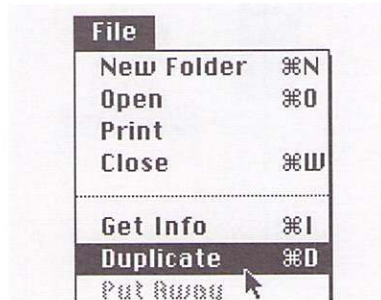 File
New Folder ⌘N
Open ⌘O
Print
Close ⌘W
Get Info ⌘I
Duplicate ⌘D
Put Away